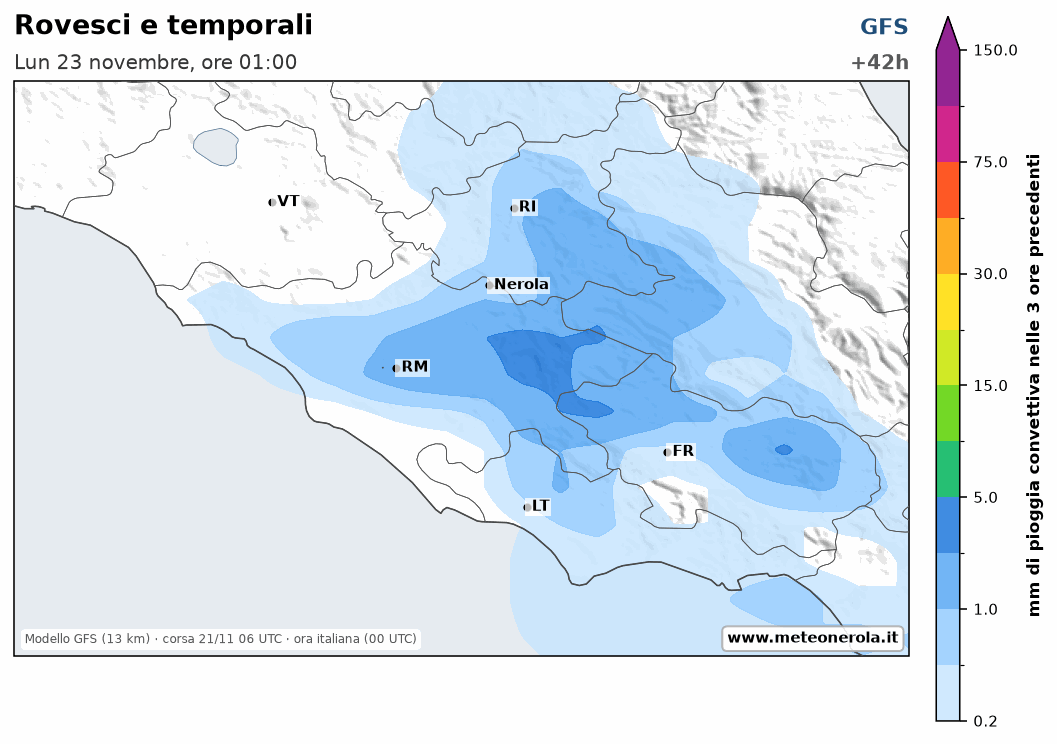 Rovesci e temporali
GFS
Lun 23 novembre, ore 01:00
+42h
VT
RI
Nerola
RM
FR
LT
Modello GFS (13 km) · corsa 21/11 06 UTC · ora italiana (00 UTC)
www.meteonerola.it
150.0
75.0
30.0
15.0
5.0
1.0
0.2
mm di pioggia convettiva nelle 3 ore precedenti